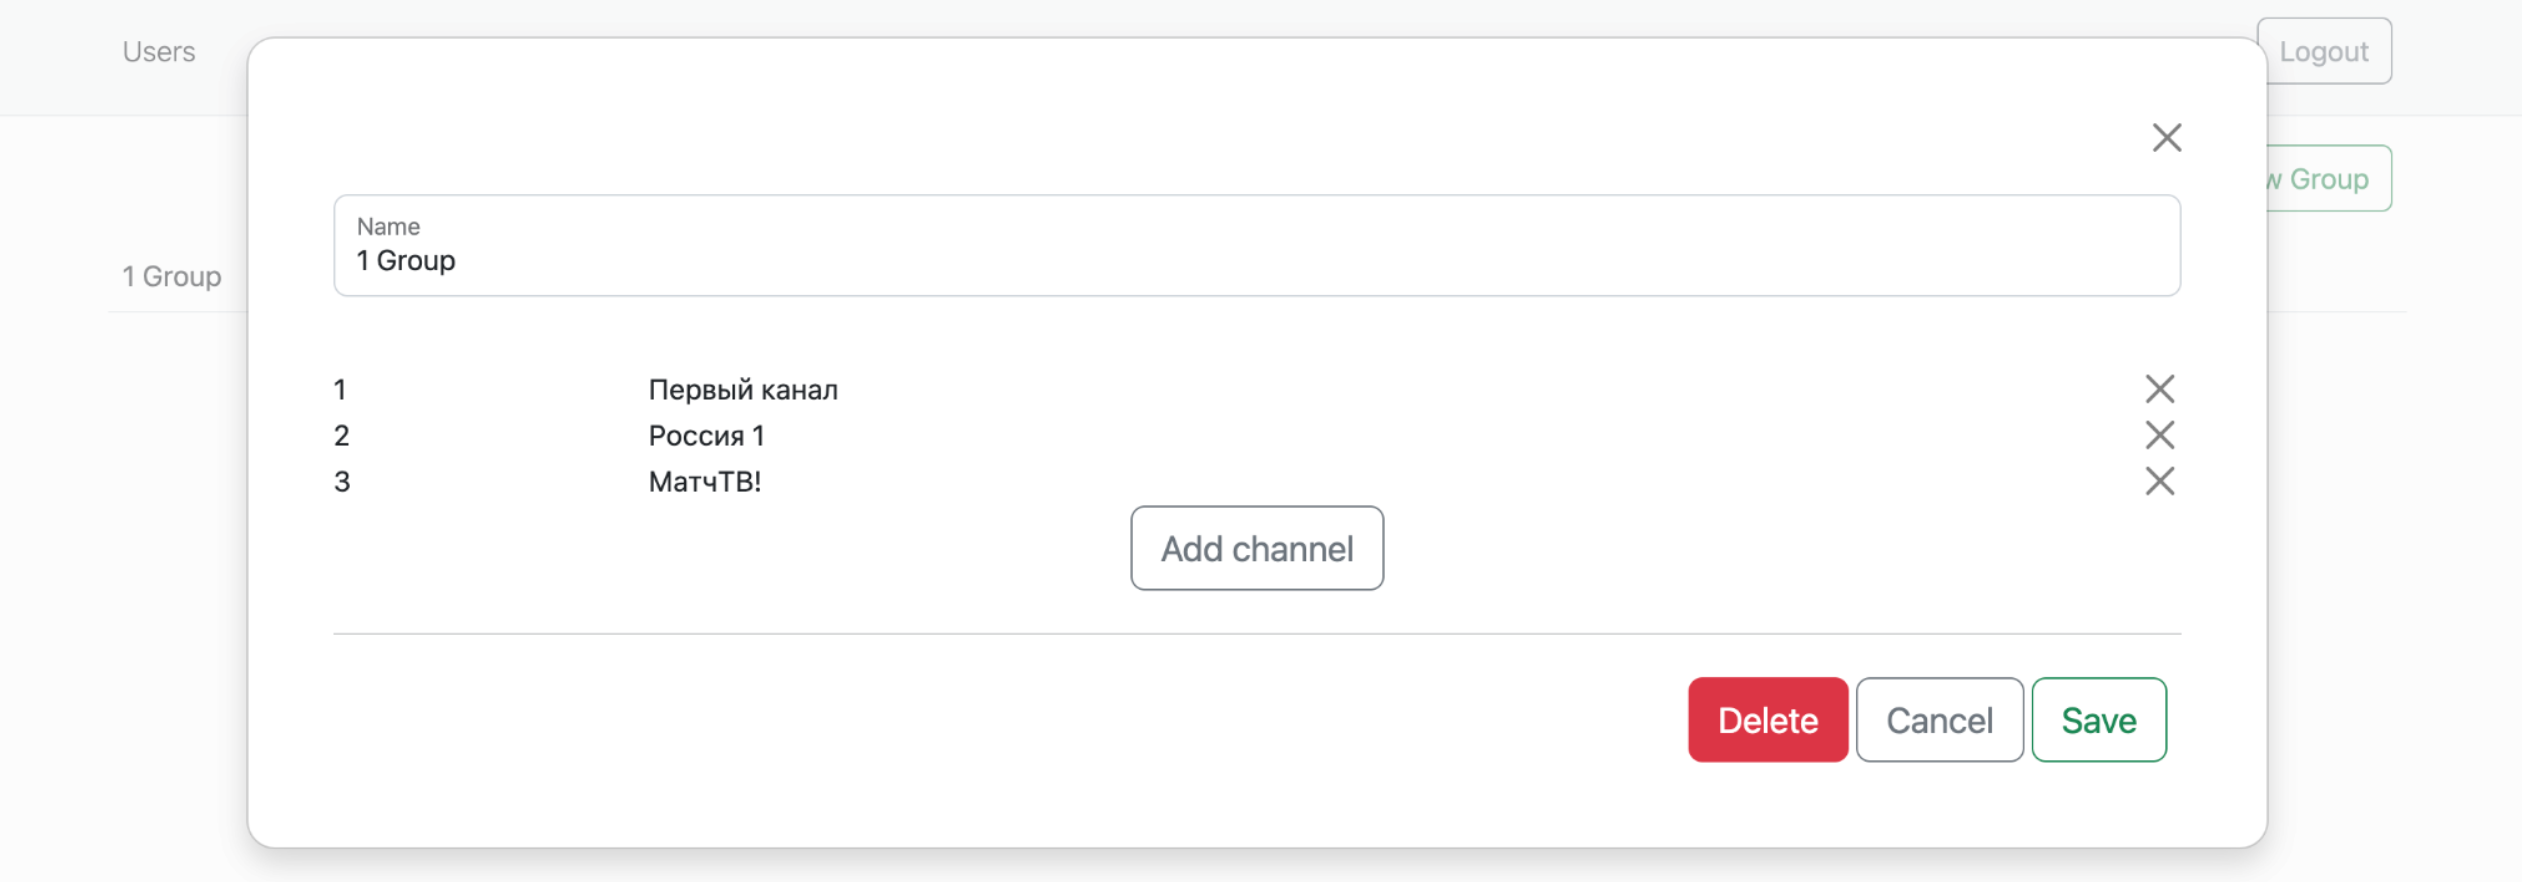 Users
Logout
w Group
Name
1 Group
1 Group
1 Первый канал
2 Россия 1
3 МатчТВ!
Add channel
Delete Cancel Save